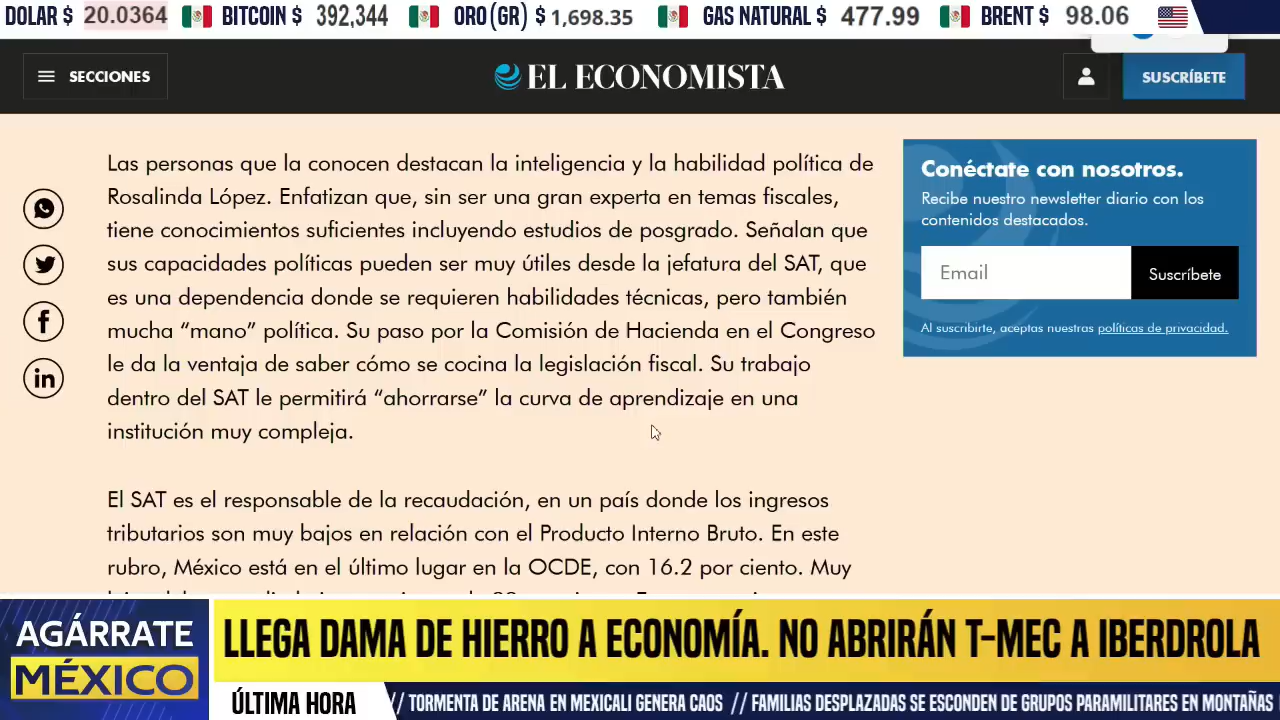 DOLAR $ 20.0364 BITCOIN $ 392,344 ORO(GR) $ 1,698.35 GAS NATURAL $ 477.99 BRENT $ 98.06
SECCIONES
EL ECONOMISTA
SUSCRÍBETE
Las personas que la conocen destacan la inteligencia y la habilidad política de
Rosalinda López. Enfatizan que, sin ser una gran experta en temas fiscales,
tiene conocimientos suficientes incluyendo estudios de posgrado. Señalan que
sus capacidades políticas pueden ser muy útiles desde la jefatura del SAT, que
es una dependencia donde se requieren habilidades técnicas, pero también
mucha “mano” política. Su paso por la Comisión de Hacienda en el Congreso
le da la ventaja de saber cómo se cocina la legislación fiscal. Su trabajo
dentro del SAT le permitirá “ahorrarse” la curva de aprendizaje en una
institución muy compleja.
El SAT es el responsable de la recaudación, en un país donde los ingresos
tributarios son muy bajos en relación con el Producto Interno Bruto. En este
rubro, México está en el último lugar en la OCDE, con 16.2 por ciento. Muy
Conéctate con nosotros.
Recibe nuestro newsletter diario con los
contenidos destacados.
Email
Suscríbete
Al suscribirte, aceptas nuestras políticas de privacidad.
AGÁRRATE
MÉXICO
LLEGA DAMA DE HIERRO A ECONOMÍA. NO ABRIRÁN T-MEC A IBERDROLA
ÚLTIMA HORA
// TORMENTA DE ARENA EN MEXICALI GENERA CAOS // FAMILIAS DESPLAZADAS SE ESCONDEN DE GRUPOS PARAMILITARES EN MONTAÑAS